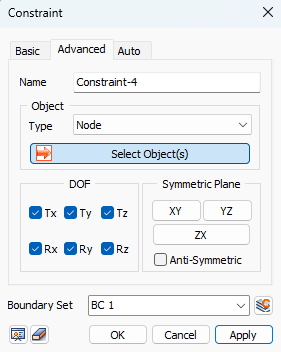 Constraint
Basic Advanced Auto
Name Constraint-4
Object
Type Node
Select Object(s)
DOF
Tx Ty Tz
Rx Ry Rz
Symmetric Plane
XY YZ
ZX
Anti-Symmetric
Boundary Set BC 1
OK Cancel Apply